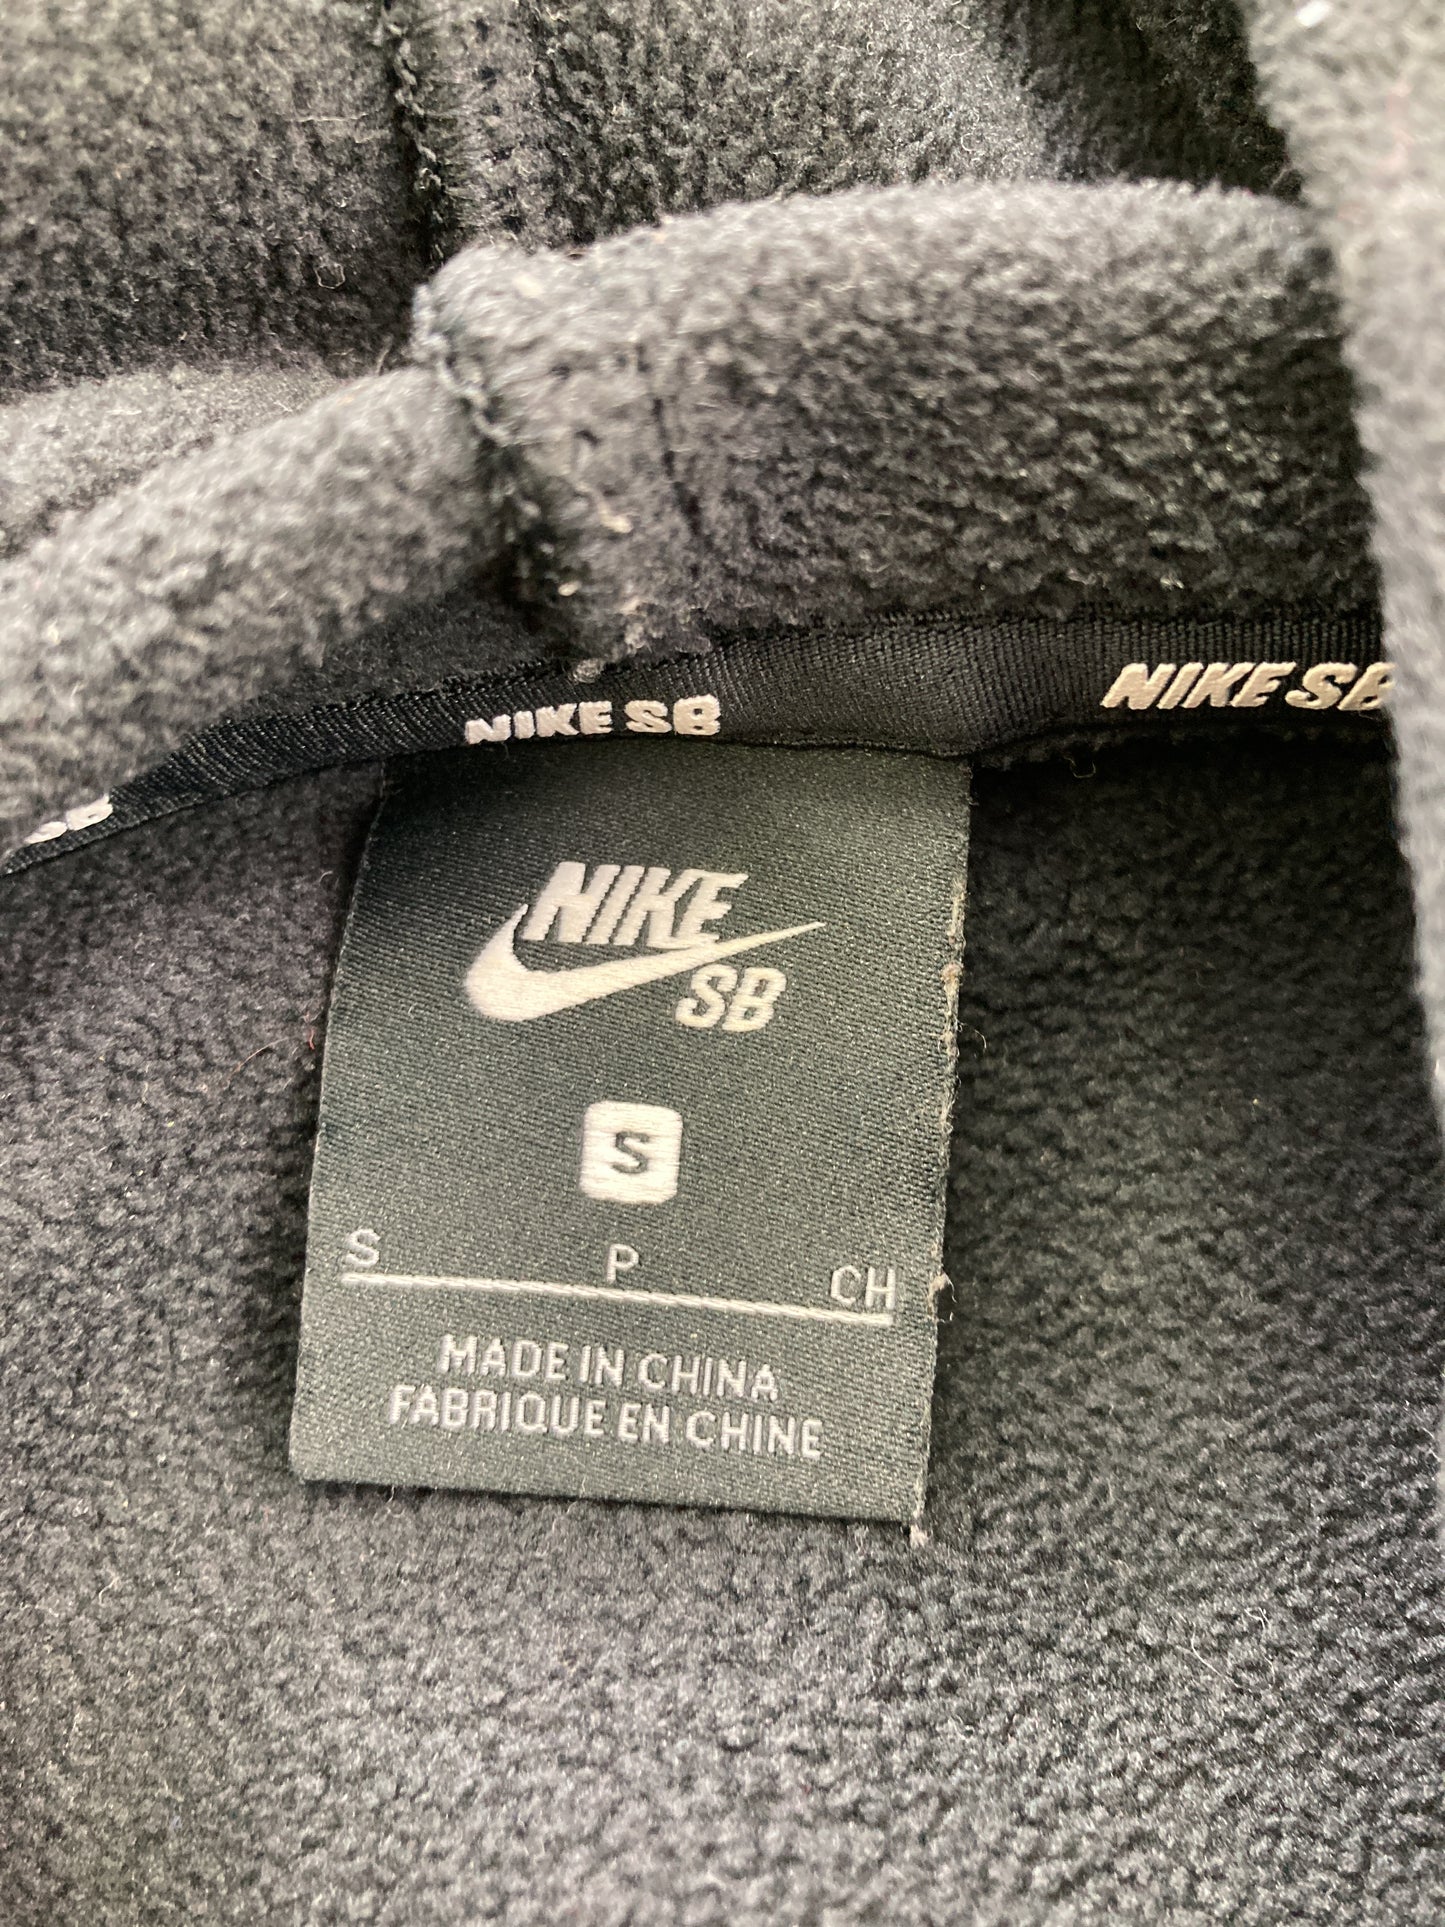 NIKE SB
NIKE SB
NIKE
SB
S
S P CH
MADE IN CHINA
FABRIQUE EN CHINE